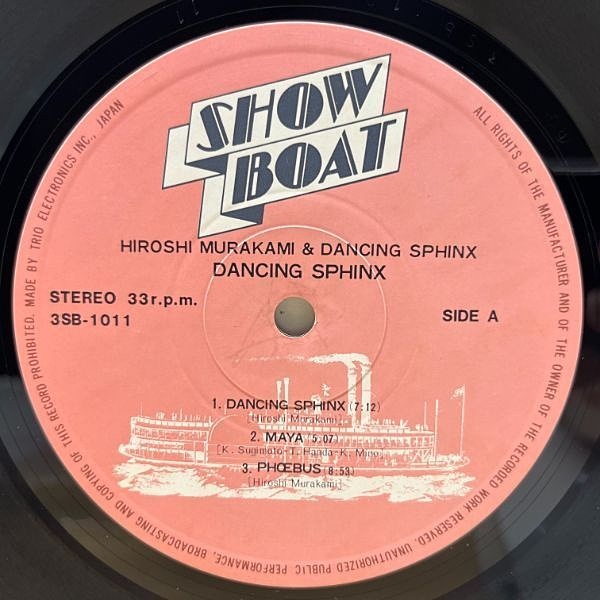 SHOW
BOAT
HIROSHI MURAKAMI & DANCING SPHINX
DANCING SPHINX
STEREO 33 r.p.m.
3SB-1011
SIDE A
1. DANCING SPHINX (7:12)
[Hiroshi Murakami]
2. MAYA (5:07)
[K. Sugimoto-T. Handa-K. Mino]
3. PHŒBUS (8:53)
[Hiroshi Murakami]
ALL RIGHTS OF THE MANUFACTURER AND OF THE OWNER OF THE RECORDED WORK RESERVED. UNAUTHORIZED PUBLIC PERFORMANCE, BROADCASTING AND COPYING OF THIS RECORD PROHIBITED. MADE BY TRIO ELECTRONICS INC., JAPAN